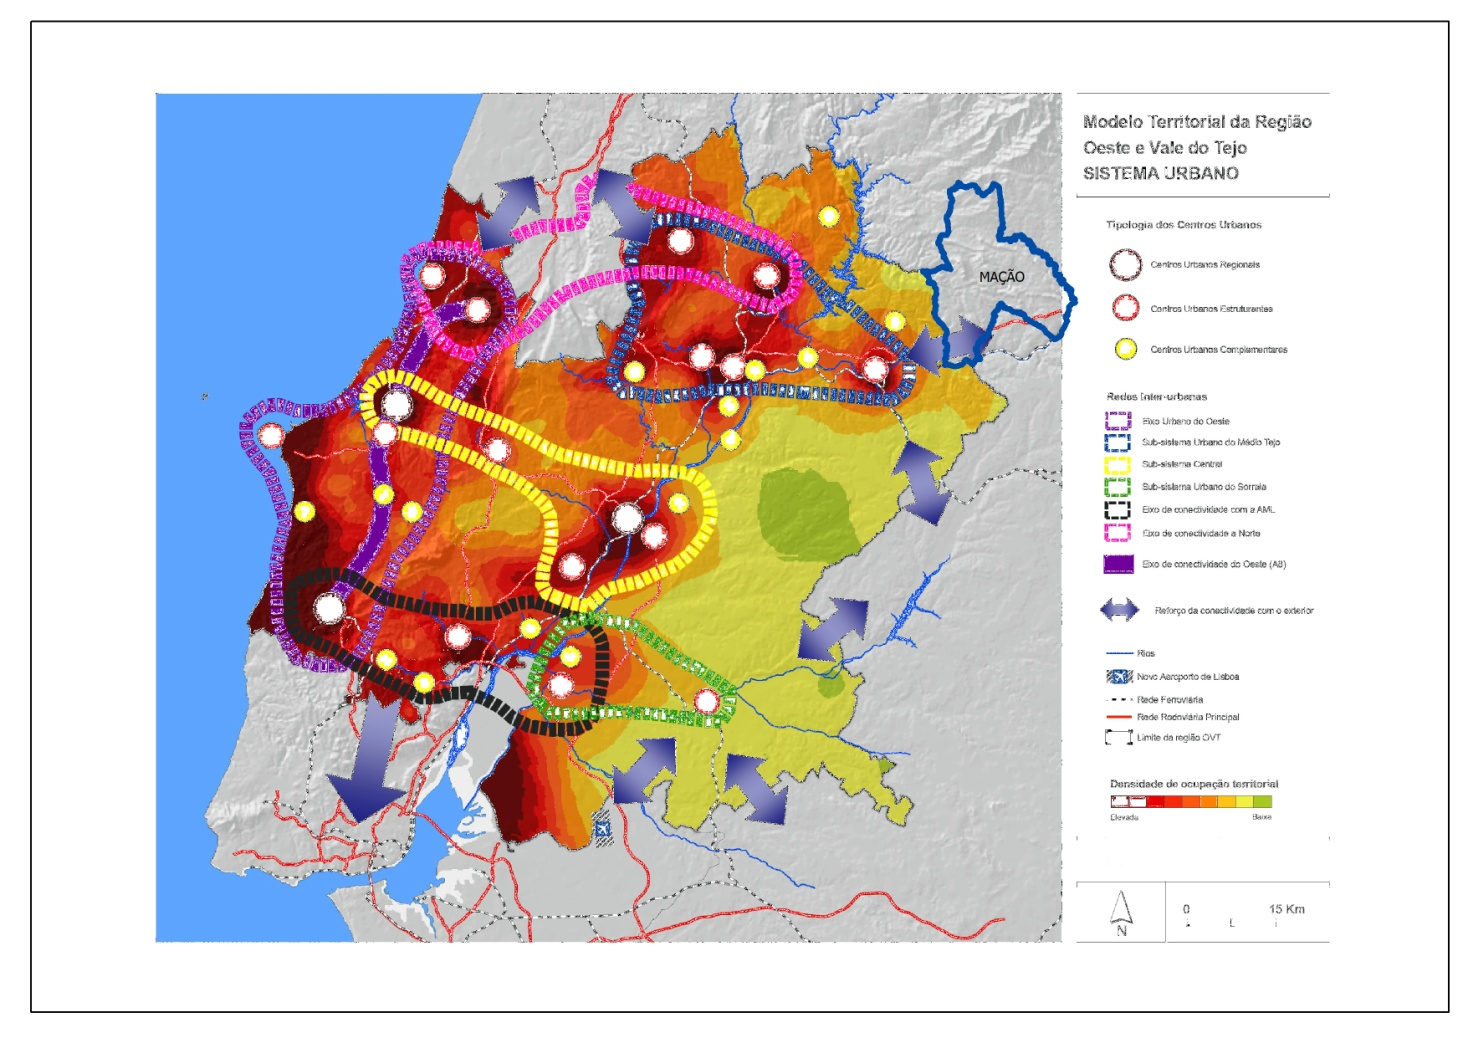 Modelo Territorial da Região
Oeste e Vale do Tejo
SISTEMA URBANO
MAÇÃO
Tipologia dos Centros Urbanos
Centros Urbanos Regionais
Centros Urbanos Estruturantes
Centros Urbanos Complementares
Redes Inter-urbanas
Eixo Urbano do Oeste
Sub-sistema Urbano do Médio Tejo
Sub-sistema Central
Sub-sistema Urbano do Sorraia
Eixo de conectividade com a AML
Eixo de conectividade a Norte
Eixo de conectividade do Oeste (A8)
Reforço da conectividade com o exterior
Rios
Novo Aeroporto de Lisboa
Rede Ferroviária
Rede Rodoviária Principal
Limite da região OVT
Densidade de ocupação territorial
Elevada Baixa
0 15 Km
N